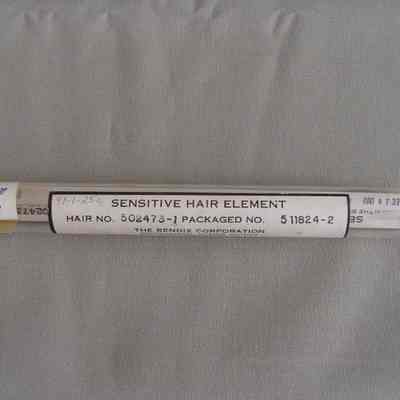 SENSITIVE HAIR ELEMENT
HAIR NO. 502473-1 PACKAGED NO. 511824-2
THE BENDIX CORPORATION